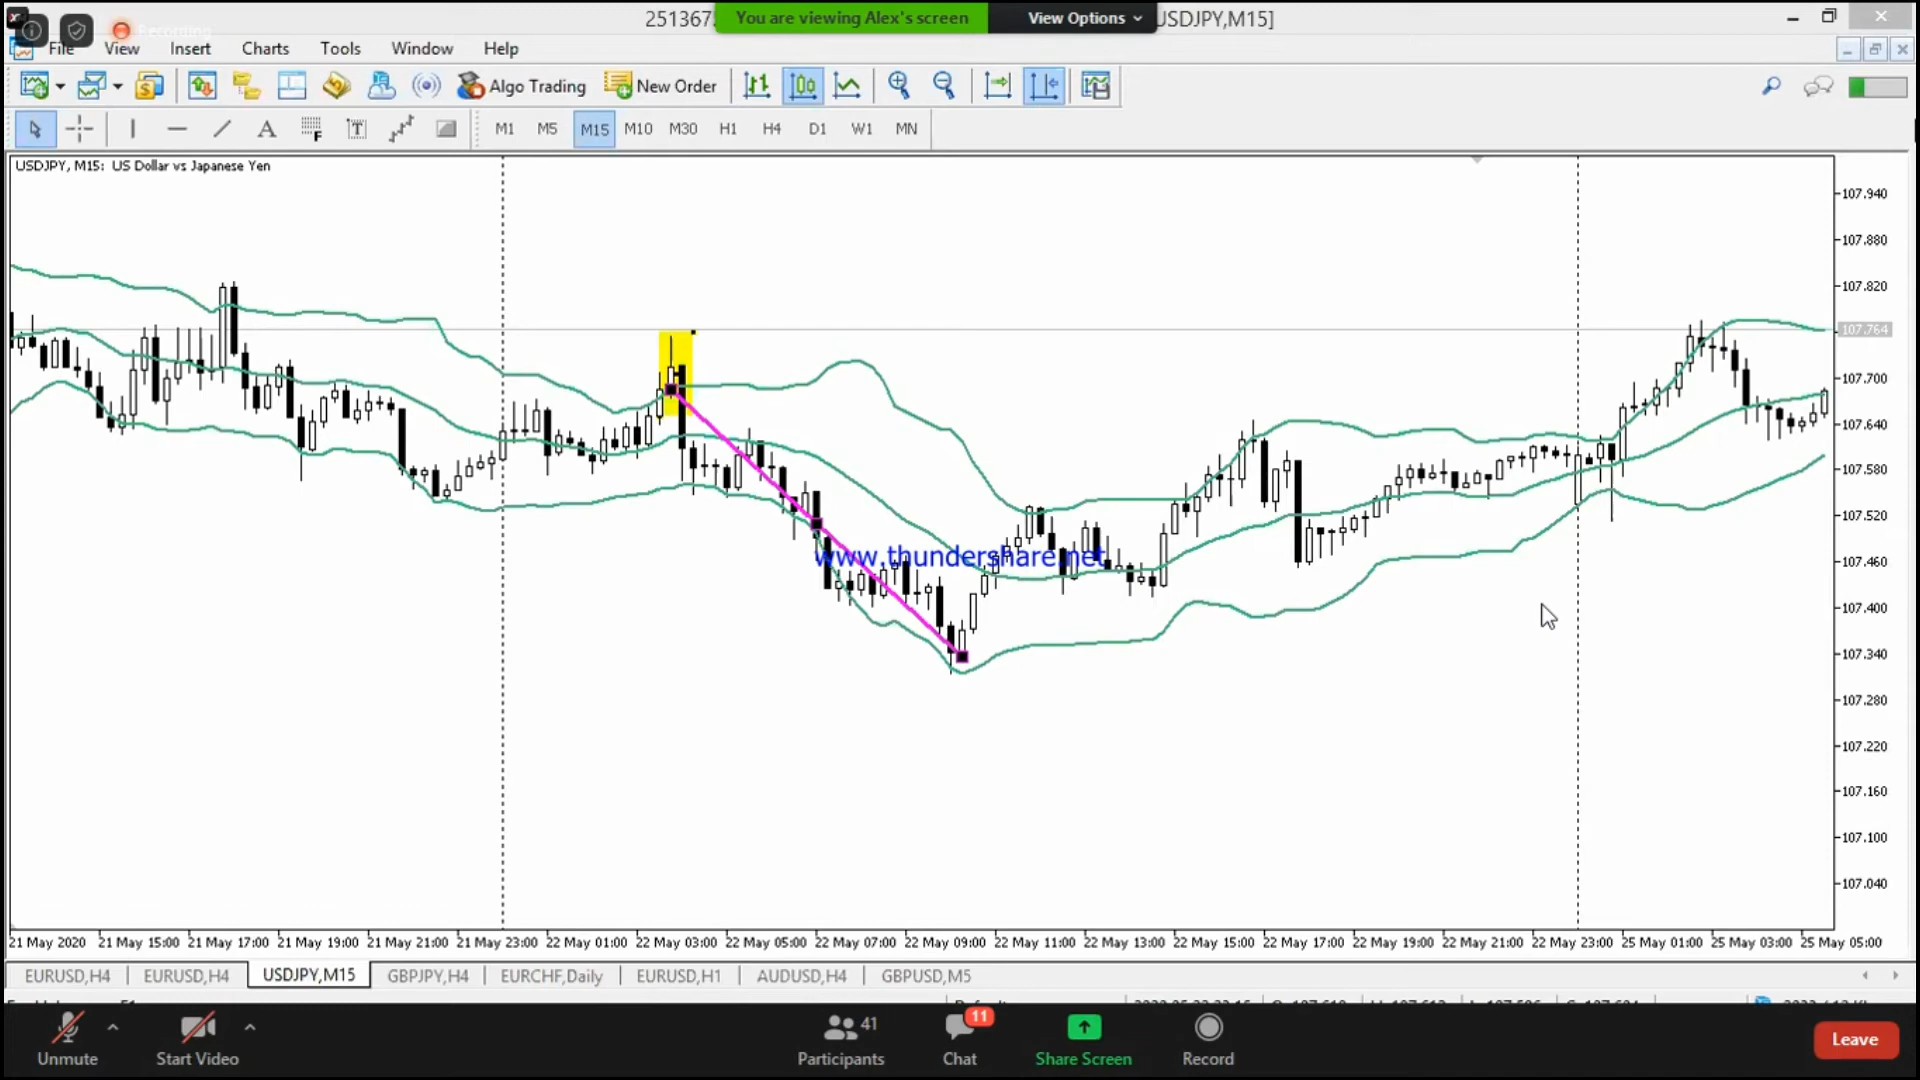 251367
You are viewing Alex's screen
View Options
USDJPY,M15]
Recording
File View Insert Charts Tools Window Help
Algo Trading New Order
M1 M5 M15 M10 M30 H1 H4 D1 W1 MN
USDJPY, M15: US Dollar vs Japanese Yen
107.940
107.880
107.820
107.764
107.700
107.640
107.580
107.520
107.460
107.400
107.340
107.280
107.220
107.160
107.100
107.040
www.thundershare.net
21 May 2020 21 May 15:00 21 May 17:00 21 May 19:00 21 May 21:00 21 May 23:00 22 May 01:00 22 May 03:00 22 May 05:00 22 May 07:00 22 May 09:00 22 May 11:00 22 May 13:00 22 May 15:00 22 May 17:00 22 May 19:00 22 May 21:00 22 May 23:00 25 May 01:00 25 May 03:00 25 May 05:00
EURUSD,H4 EURUSD,H4 USDJPY,M15 GBPJPY,H4 EURCHF,Daily EURUSD,H1 AUDUSD,H4 GBPUSD,M5
41
11
Unmute Start Video Participants Chat Share Screen Record Leave